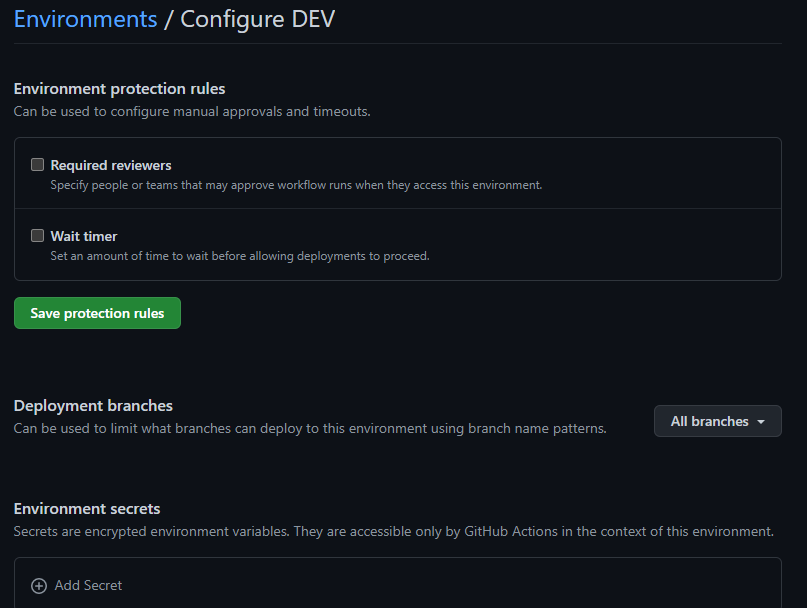 Environments / Configure DEV
Environment protection rules
Can be used to configure manual approvals and timeouts.
Required reviewers
Specify people or teams that may approve workflow runs when they access this environment.
Wait timer
Set an amount of time to wait before allowing deployments to proceed.
Save protection rules
Deployment branches
Can be used to limit what branches can deploy to this environment using branch name patterns.
All branches
Environment secrets
Secrets are encrypted environment variables. They are accessible only by GitHub Actions in the context of this environment.
Add Secret